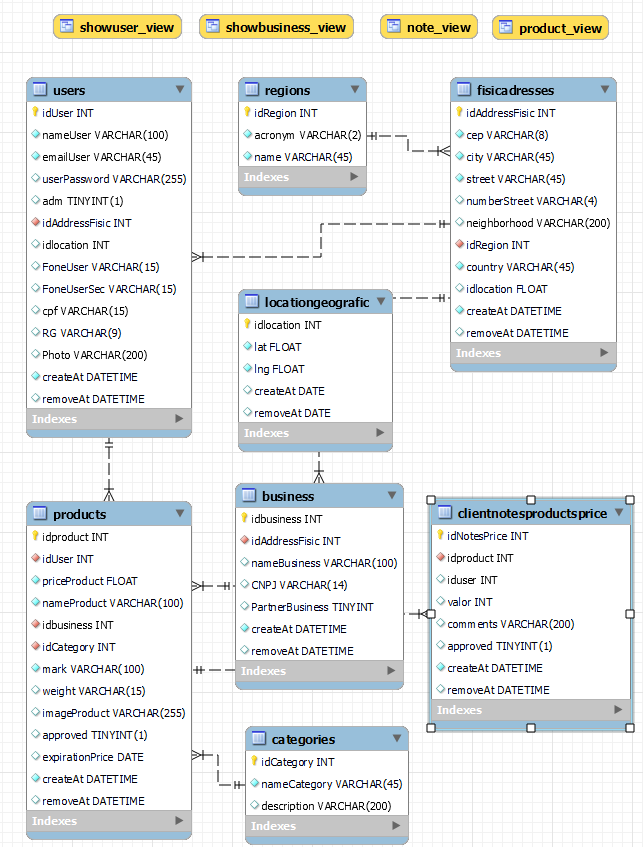 showuser_view
showbusiness_view
note_view
product_view
users
idUser INT
nameUser VARCHAR(100)
emailUser VARCHAR(45)
userPassword VARCHAR(255)
adm TINYINT(1)
idAddressFisic INT
idlocation INT
FoneUser VARCHAR(15)
FoneUserSec VARCHAR(15)
cpf VARCHAR(15)
RG VARCHAR(9)
Photo VARCHAR(200)
createAt DATETIME
removeAt DATETIME
Indexes
regions
idRegion INT
acronym VARCHAR(2)
name VARCHAR(45)
Indexes
fisicadresses
idAddressFisic INT
cep VARCHAR(8)
city VARCHAR(45)
street VARCHAR(45)
numberStreet VARCHAR(4)
neighborhood VARCHAR(200)
idRegion INT
country VARCHAR(45)
idlocation FLOAT
createAt DATETIME
removeAt DATETIME
Indexes
locationgeografic
idlocation INT
lat FLOAT
lng FLOAT
createAt DATE
removeAt DATE
Indexes
products
idproduct INT
idUser INT
priceProduct FLOAT
nameProduct VARCHAR(100)
idbusiness INT
idCategory INT
mark VARCHAR(100)
weight VARCHAR(15)
imageProduct VARCHAR(255)
approved TINYINT(1)
expirationPrice DATE
createAt DATETIME
removeAt DATETIME
Indexes
business
idbusiness INT
idAddressFisic INT
nameBusiness VARCHAR(100)
CNPJ VARCHAR(14)
PartnerBusiness TINYINT
createAt DATETIME
removeAt DATETIME
Indexes
clientnotesproductsprice
idNotesPrice INT
idproduct INT
iduser INT
valor INT
comments VARCHAR(200)
approved TINYINT(1)
createAt DATETIME
removeAt DATETIME
Indexes
categories
idCategory INT
nameCategory VARCHAR(45)
description VARCHAR(200)
Indexes